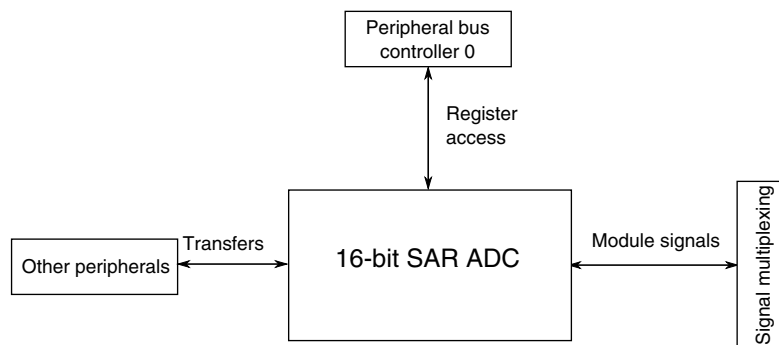 Peripheral bus
controller 0
Register
access
Transfers
Other peripherals
16-bit SAR ADC
Module signals
Signal multiplexing